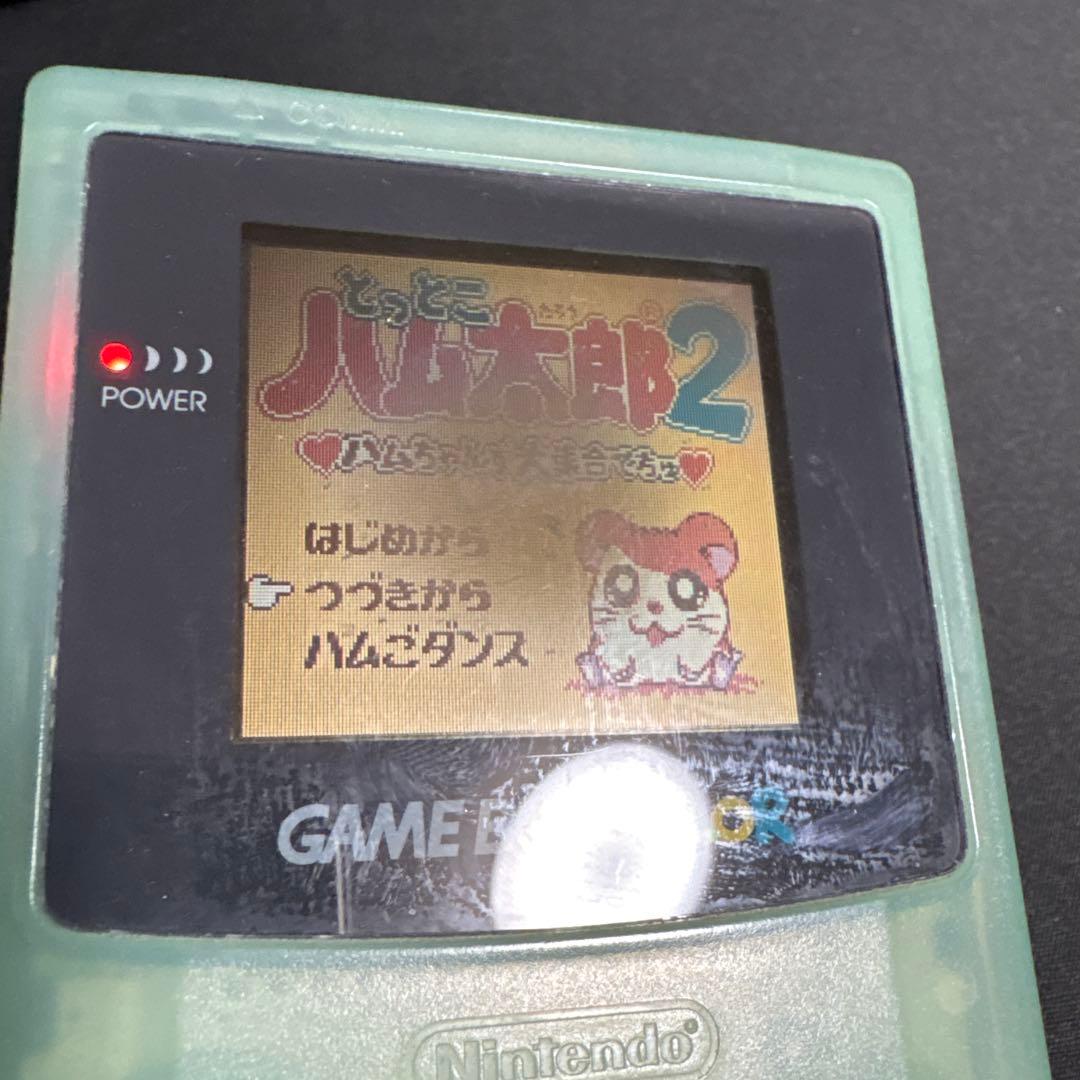 とっとこ
たろう
ハム太郎2
®
ハムちゃんず大集合でちゅ
POWER
はじめから
つづきから
ハムごダンス
GAME
OR
Nintendo®